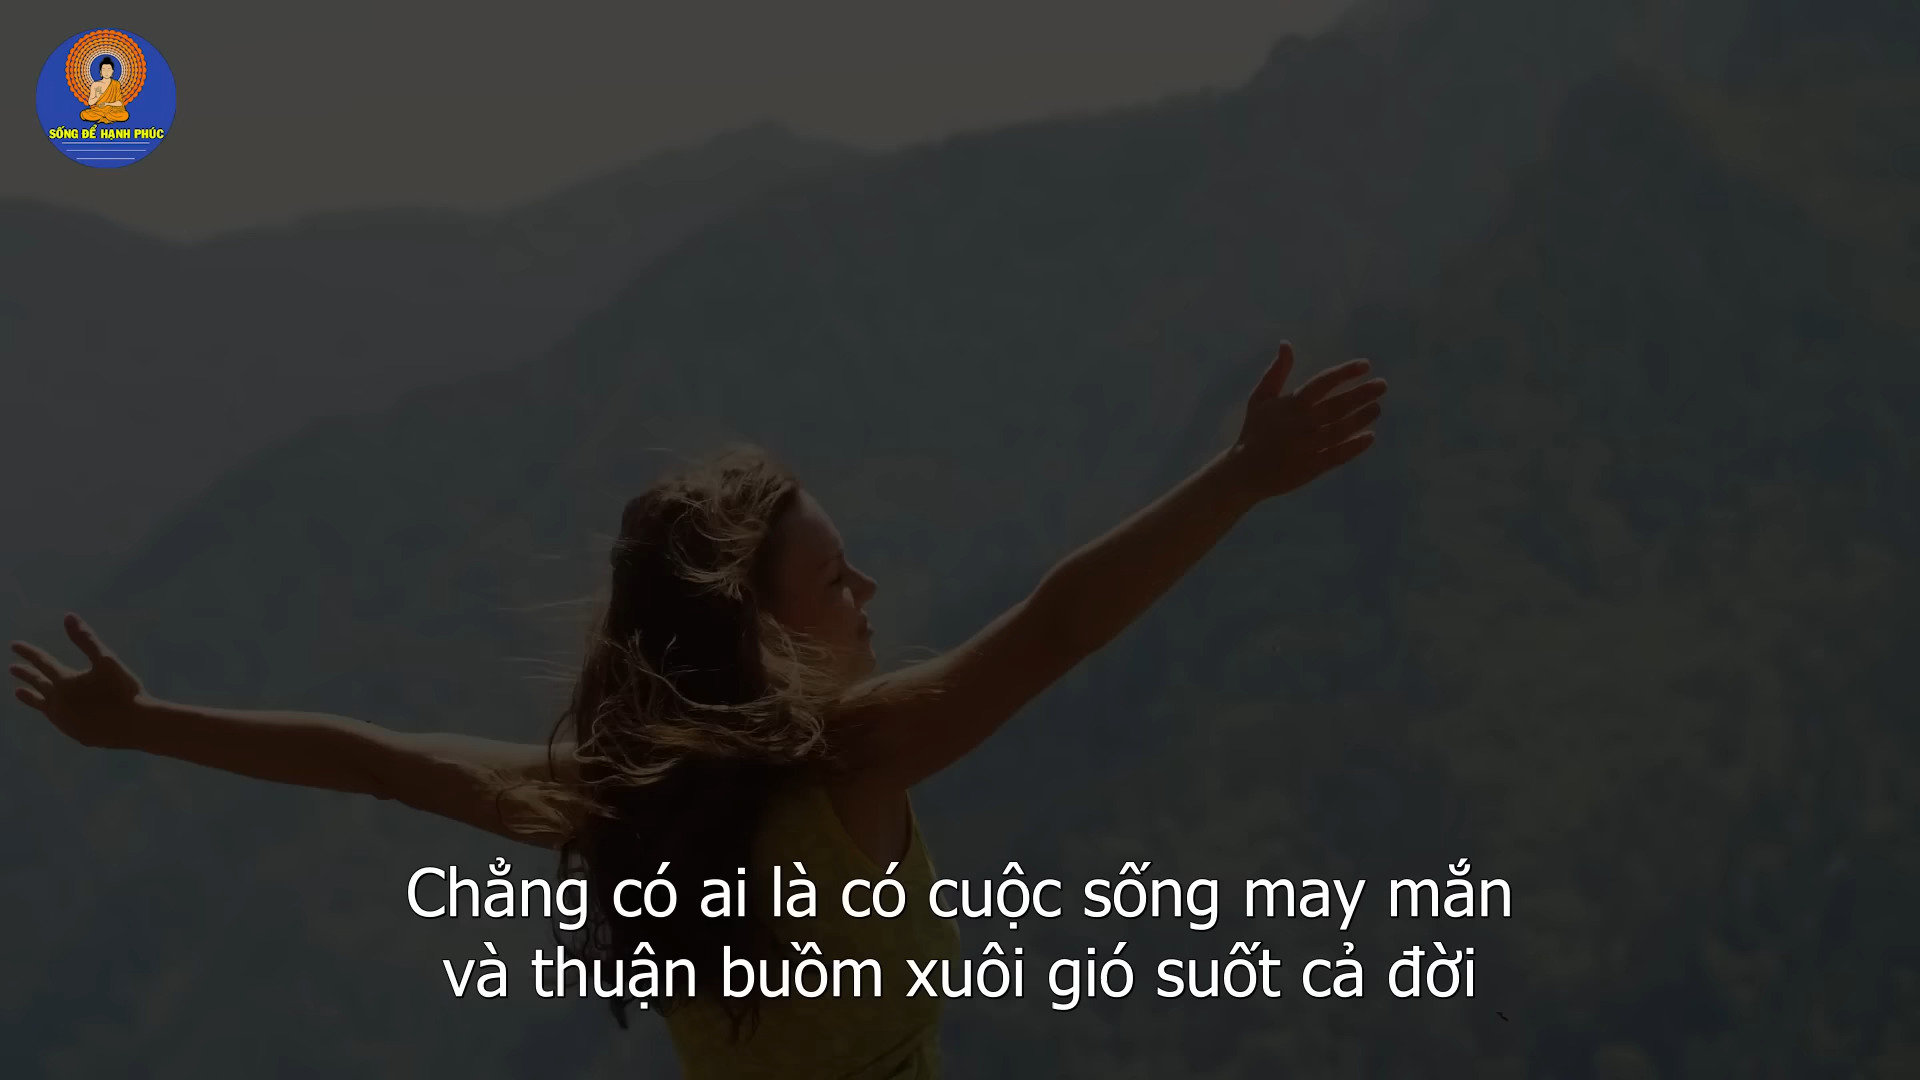 SỐNG ĐỂ HẠNH PHÚC
Chẳng có ai là có cuộc sống may mắn
và thuận buồm xuôi gió suốt cả đời